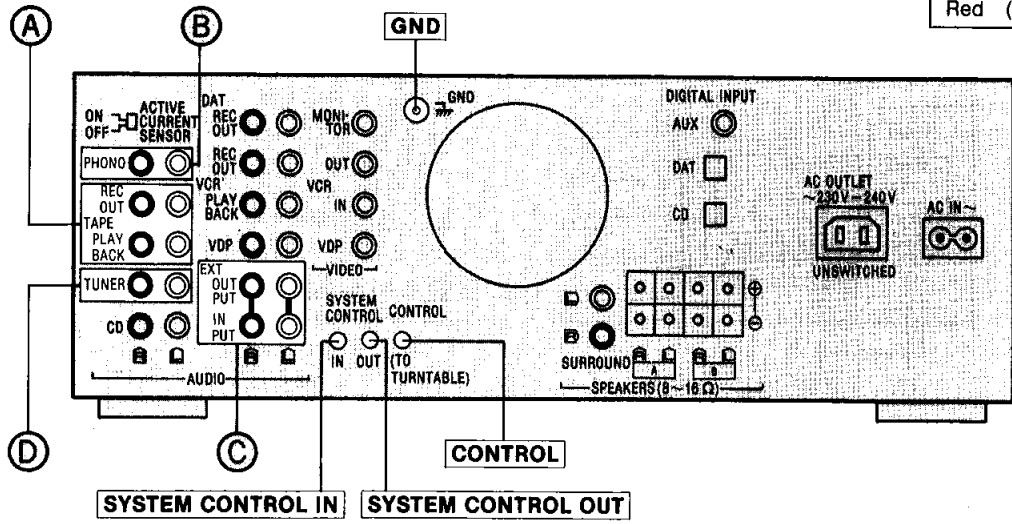 Red (
A
B
GND
ON
OFF
ACTIVE
CURRENT
SENSOR
PHONO
REC
OUT
TAPE
PLAY
BACK
TUNER
CD
R L
AUDIO
DAT
REC
OUT
REC
OUT
VCR
PLAY
BACK
VDP
EXT
OUT
PUT
IN
PUT
R L
MONI-
TOR
OUT
VCR
IN
VDP
VIDEO
GND
SYSTEM
CONTROL
IN OUT
CONTROL
(TO
TURNTABLE)
DIGITAL INPUT
AUX
DAT
CD
AC OUTLET
~230V–240V
UNSWITCHED
AC IN ~
L
R
SURROUND
⊕
⊖
R L R L
A B
SPEAKERS (8~16 Ω)
D
C
CONTROL
SYSTEM CONTROL IN
SYSTEM CONTROL OUT